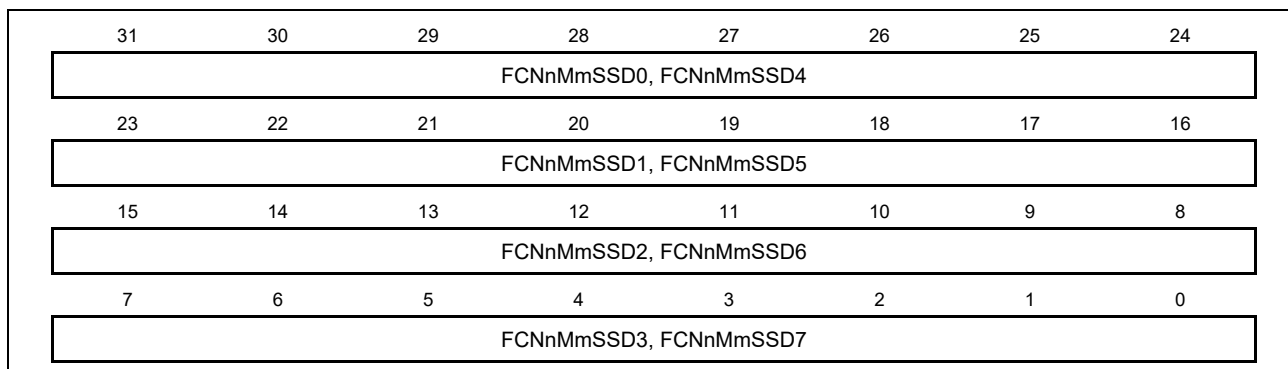 31 30 29 28 27 26 25 24
FCNnMmSSD0, FCNnMmSSD4
23 22 21 20 19 18 17 16
FCNnMmSSD1, FCNnMmSSD5
15 14 13 12 11 10 9 8
FCNnMmSSD2, FCNnMmSSD6
7 6 5 4 3 2 1 0
FCNnMmSSD3, FCNnMmSSD7